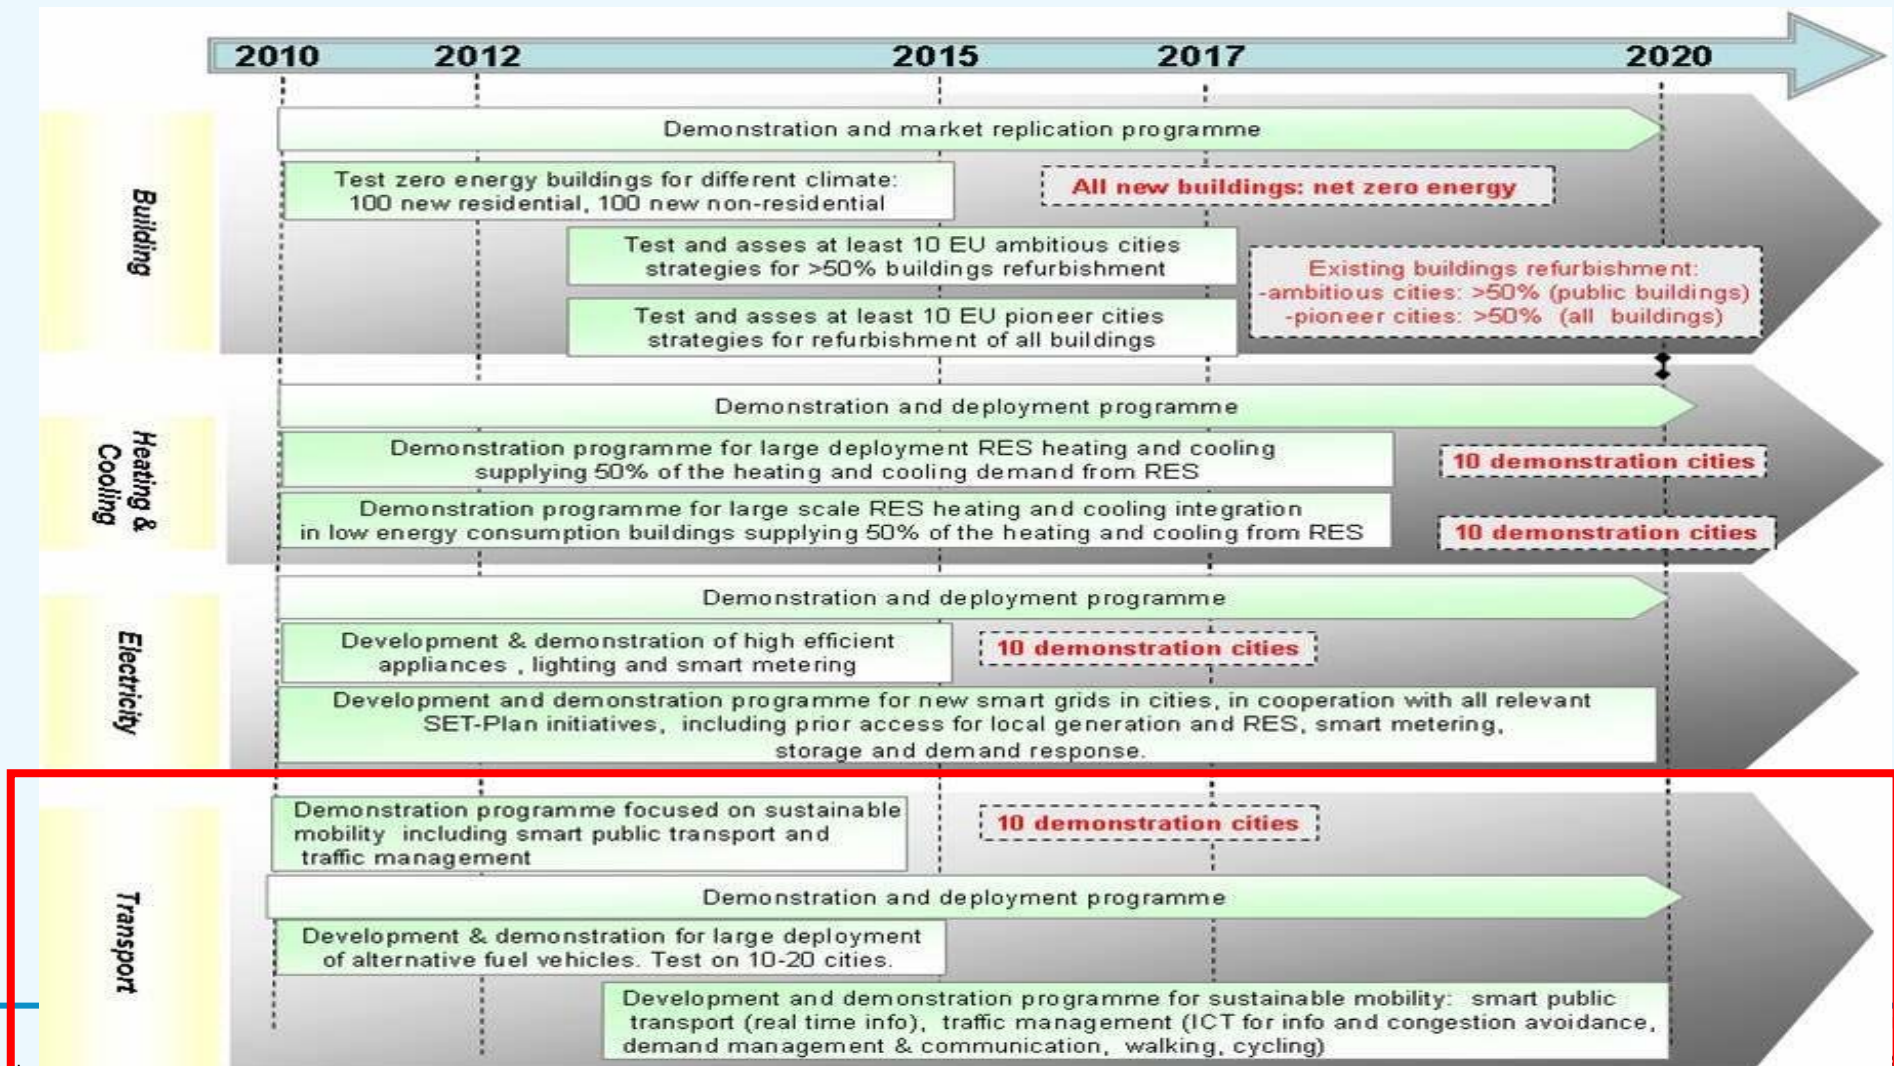 2010 2012 2015 2017 2020
Building
Demonstration and market replication programme
Test zero energy buildings for different climate:
100 new residential, 100 new non-residential
All new buildings: net zero energy
Test and asses at least 10 EU ambitious cities
strategies for >50% buildings refurbishment
Existing buildings refurbishment:
-ambitious cities: >50% (public buildings)
-pioneer cities: >50% (all buildings)
Test and asses at least 10 EU pioneer cities
strategies for refurbishment of all buildings
Heating &
Cooling
Demonstration and deployment programme
Demonstration programme for large deployment RES heating and cooling
supplying 50% of the heating and cooling demand from RES
10 demonstration cities
Demonstration programme for large scale RES heating and cooling integration
in low energy consumption buildings supplying 50% of the heating and cooling from RES
10 demonstration cities
Electricity
Demonstration and deployment programme
Development & demonstration of high efficient
appliances , lighting and smart metering
10 demonstration cities
Development and demonstration programme for new smart grids in cities, in cooperation with all relevant
SET-Plan initiatives, including prior access for local generation and RES, smart metering,
storage and demand response.
Transport
Demonstration programme focused on sustainable
mobility including smart public transport and
traffic management
10 demonstration cities
Demonstration and deployment programme
Development & demonstration for large deployment
of alternative fuel vehicles. Test on 10-20 cities.
Development and demonstration programme for sustainable mobility: smart public
transport (real time info), traffic management (ICT for info and congestion avoidance,
demand management & communication, walking, cycling)